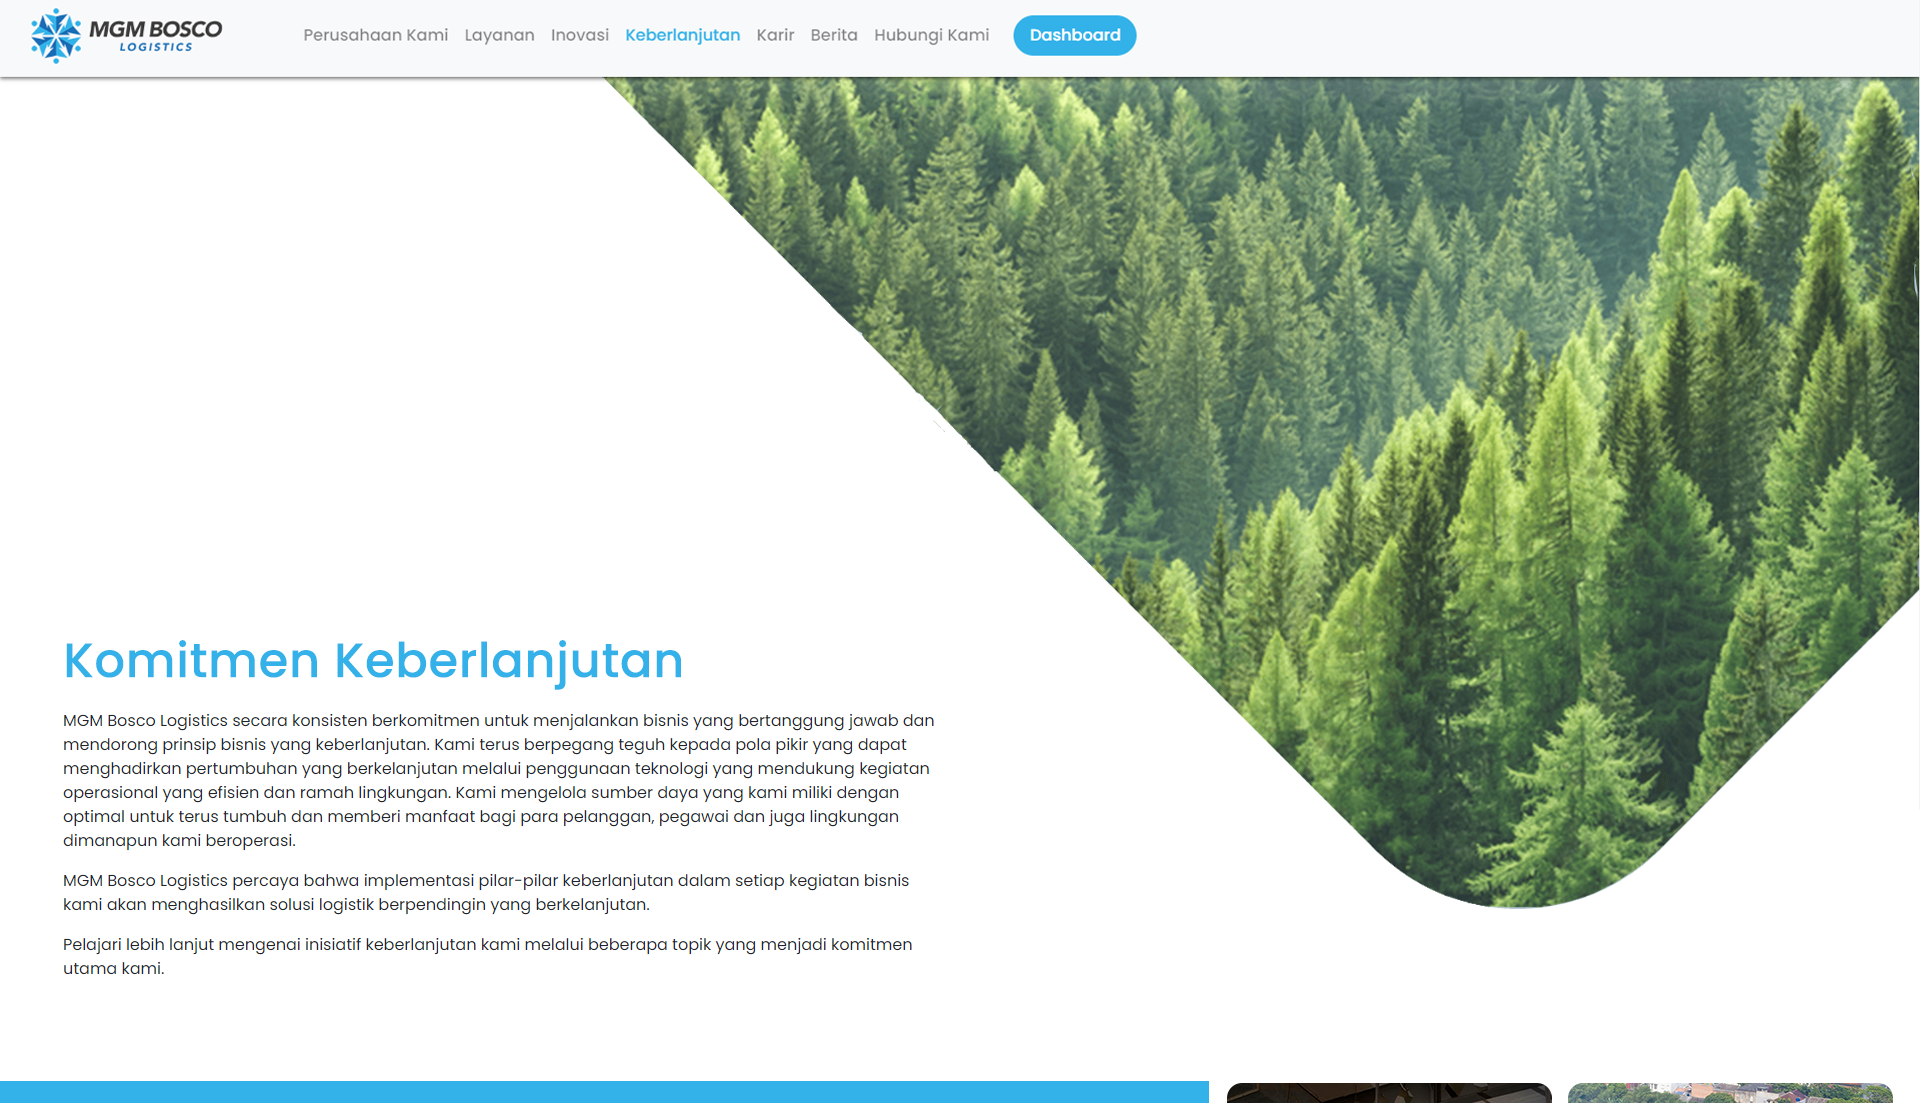 MGM BOSCO
LOGISTICS
Perusahaan Kami Layanan Inovasi Keberlanjutan Karir Berita Hubungi Kami Dashboard
Komitmen Keberlanjutan
MGM Bosco Logistics secara konsisten berkomitmen untuk menjalankan bisnis yang bertanggung jawab dan
mendorong prinsip bisnis yang keberlanjutan. Kami terus berpegang teguh kepada pola pikir yang dapat
menghadirkan pertumbuhan yang berkelanjutan melalui penggunaan teknologi yang mendukung kegiatan
operasional yang efisien dan ramah lingkungan. Kami mengelola sumber daya yang kami miliki dengan
optimal untuk terus tumbuh dan memberi manfaat bagi para pelanggan, pegawai dan juga lingkungan
dimanapun kami beroperasi.
MGM Bosco Logistics percaya bahwa implementasi pilar-pilar keberlanjutan dalam setiap kegiatan bisnis
kami akan menghasilkan solusi logistik berpendingin yang berkelanjutan.
Pelajari lebih lanjut mengenai inisiatif keberlanjutan kami melalui beberapa topik yang menjadi komitmen
utama kami.